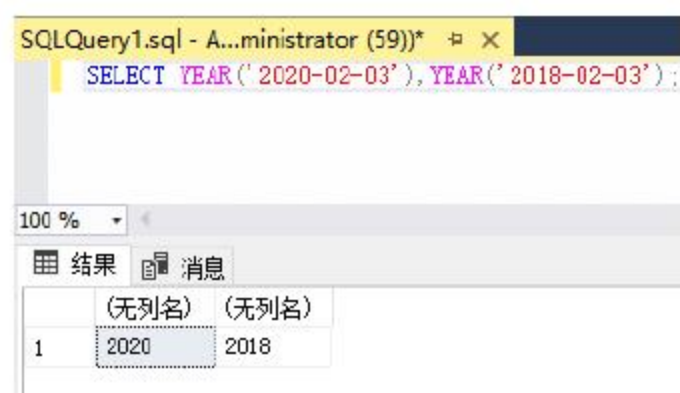 SQLQuery1.sql - A...ministrator (59))*
SELECT YEAR('2020-02-03'),YEAR('2018-02-03');
100 %
结果 消息
(无列名) (无列名)
1 2020 2018